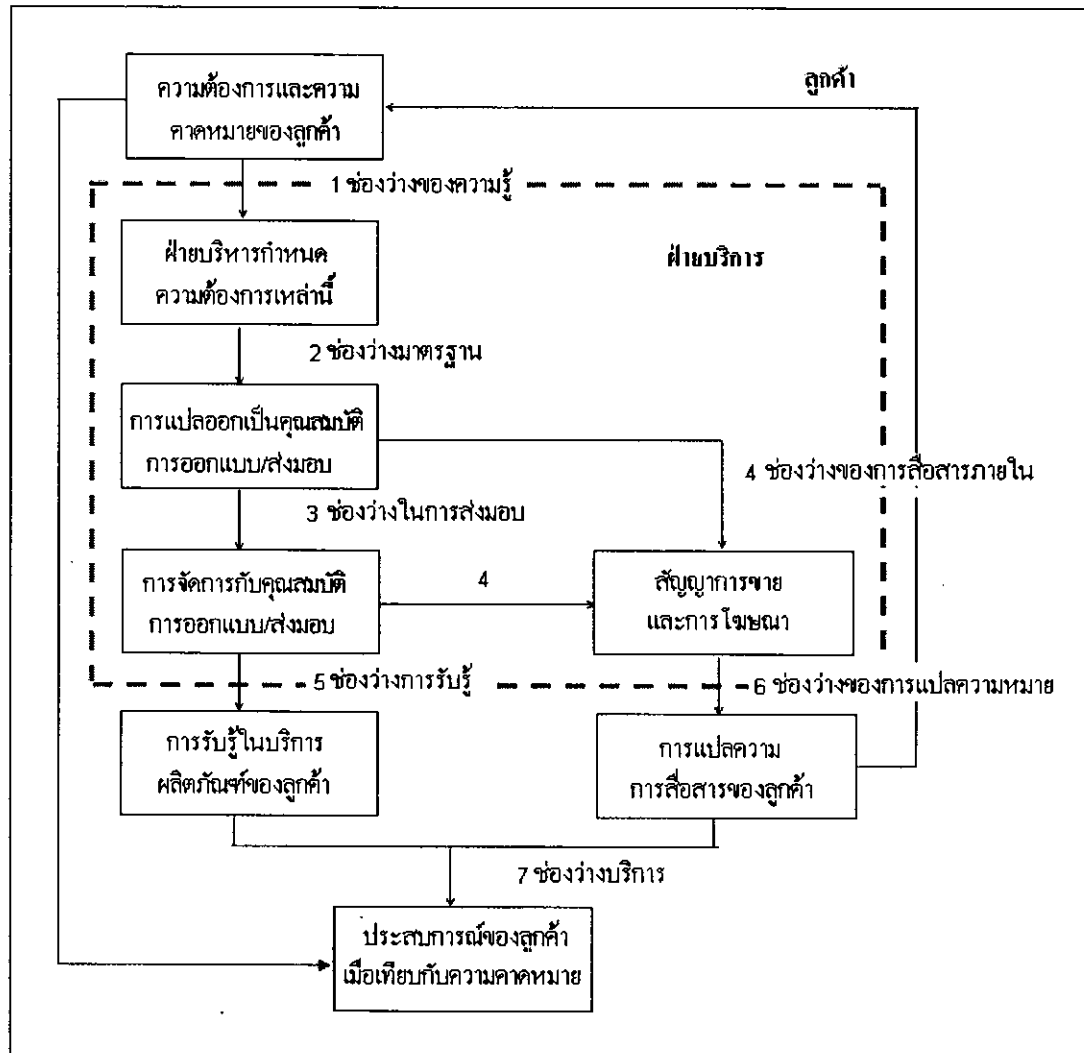 ลูกค้า
ความต้องการและความ
คาดหมายของลูกค้า
1 ช่องว่างของความรู้
ฝ่ายบริหารกำหนด
ความต้องการเหล่านี้
ฝ่ายบริการ
2 ช่องว่างมาตรฐาน
การแปลออกเป็นคุณสมบัติ
การออกแบบ/ส่งมอบ
4 ช่องว่างของการสื่อสารภายใน
3 ช่องว่างในการส่งมอบ
การจัดการกับคุณสมบัติ
การออกแบบ/ส่งมอบ
4
สัญญาการขาย
และการโฆษณา
5 ช่องว่างการรับรู้
6 ช่องว่างของการแปลความหมาย
การรับรู้ในบริการ
ผลิตภัณฑ์ของลูกค้า
การแปลความ
การสื่อสารของลูกค้า
7 ช่องว่างบริการ
ประสบการณ์ของลูกค้า
เมื่อเทียบกับความคาดหมาย